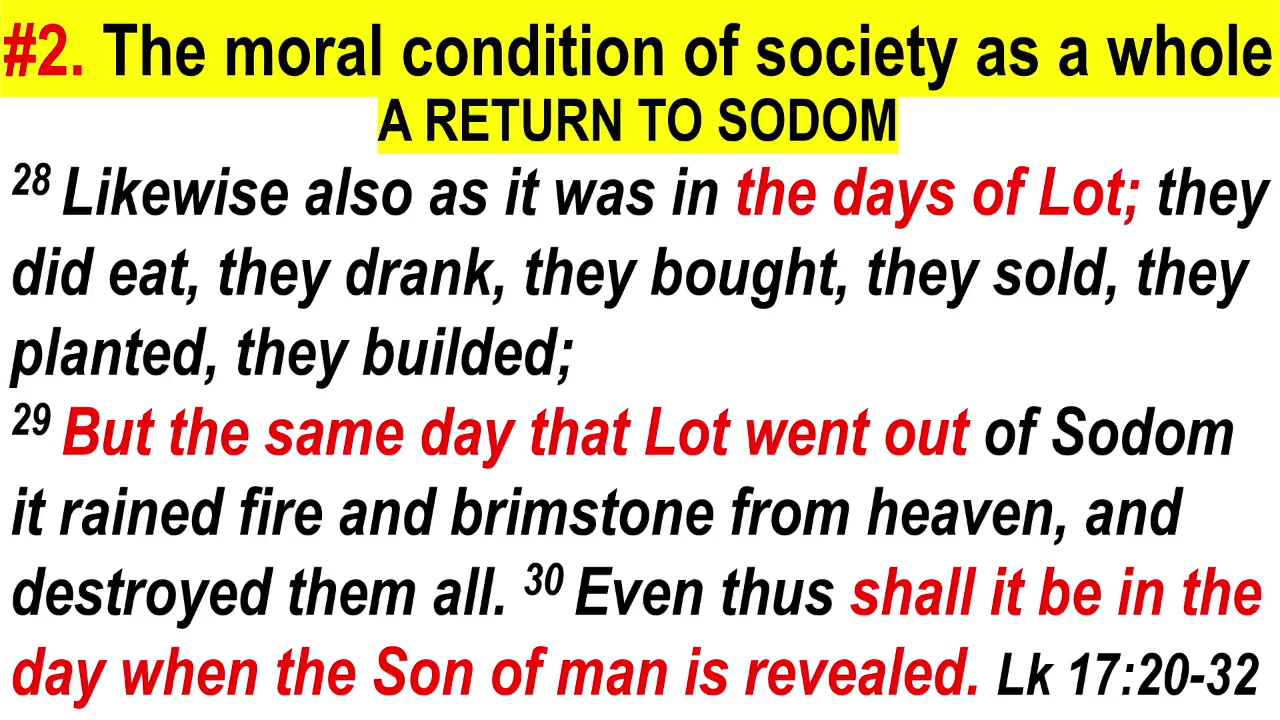 #2. The moral condition of society as a whole
A RETURN TO SODOM
28 Likewise also as it was in the days of Lot; they
did eat, they drank, they bought, they sold, they
planted, they builded;
29 But the same day that Lot went out of Sodom
it rained fire and brimstone from heaven, and
destroyed them all. 30 Even thus shall it be in the
day when the Son of man is revealed. Lk 17:20-32